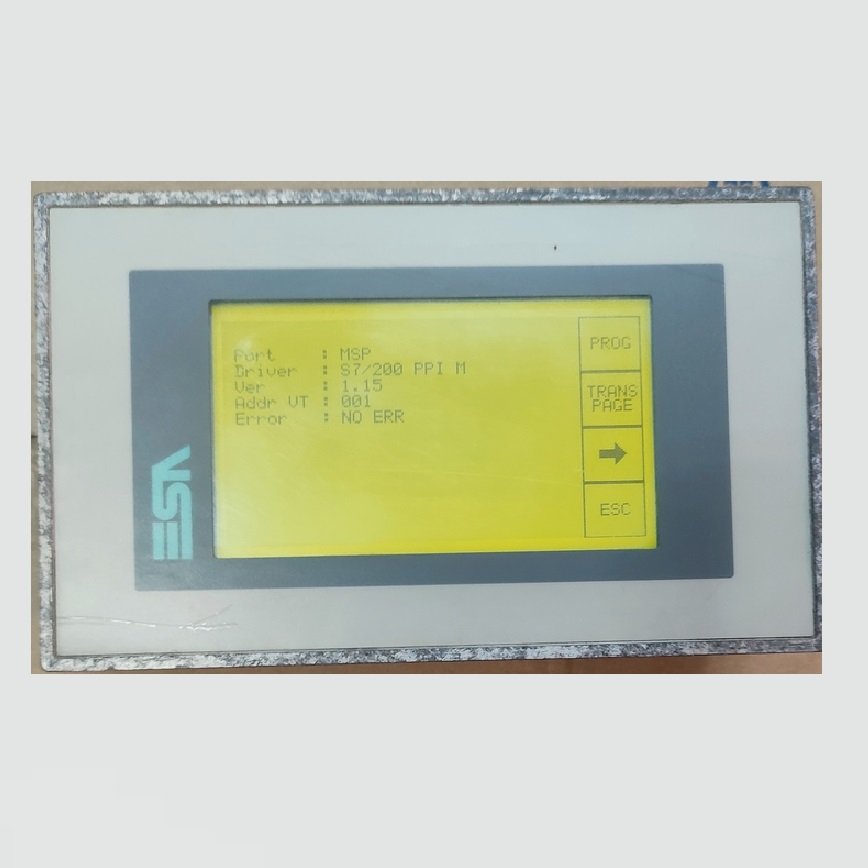 Port : MSP
Driver : S7/200 PPI M
Ver : 1.15
Addr VT : 001
Error : NO ERR
PROG
TRANS
PAGE
ESC
ESA